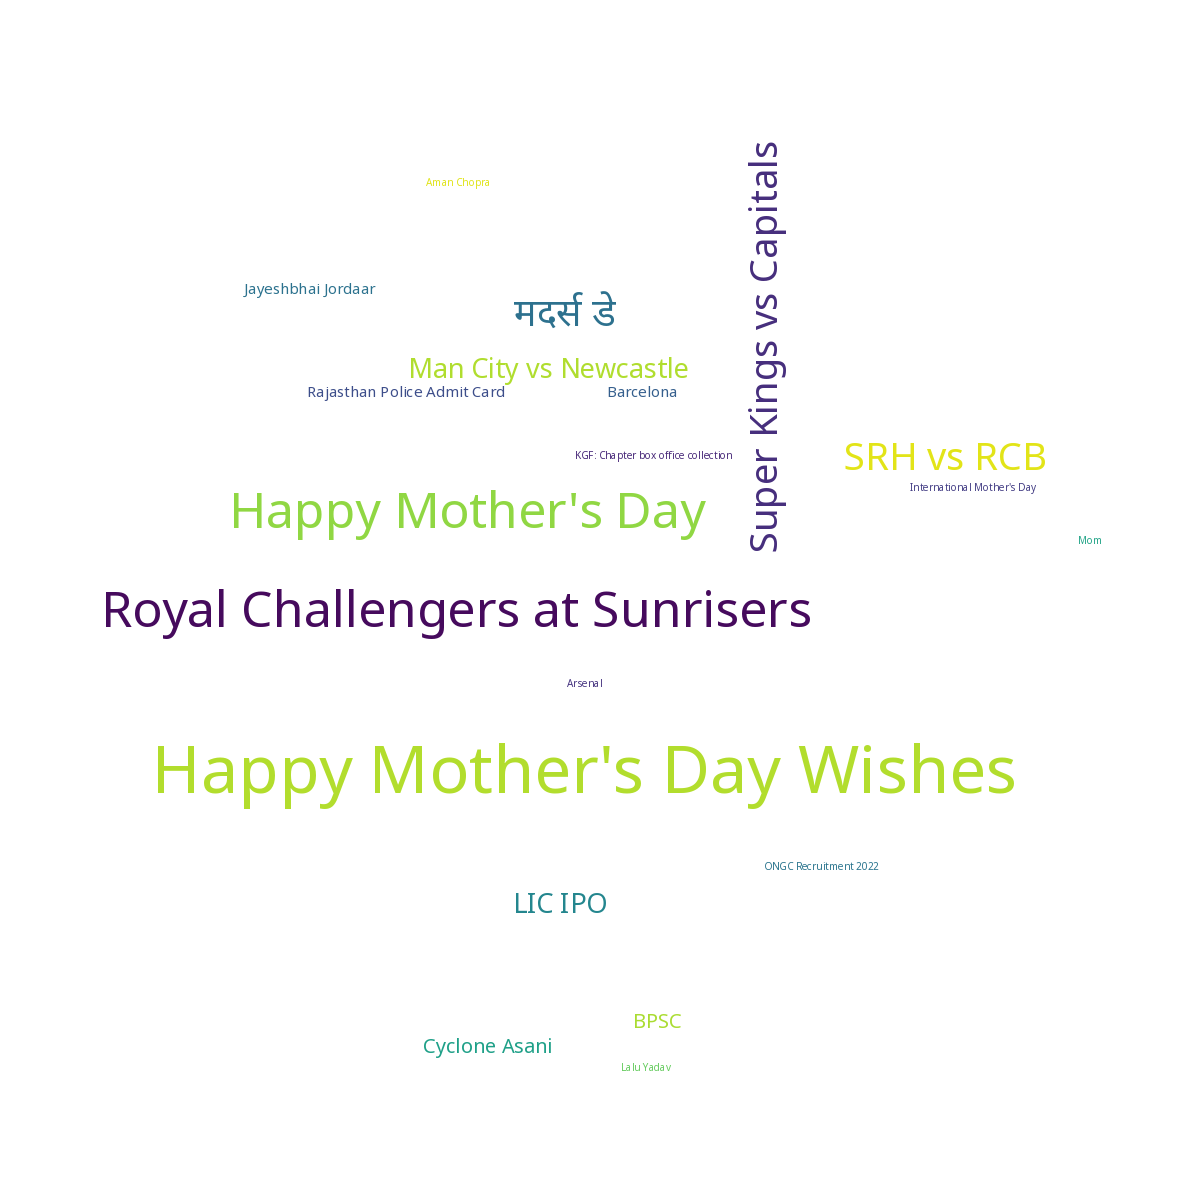 Aman Chopra
Super Kings vs Capitals
Jayeshbhai Jordaar
मदर्स डे
Man City vs Newcastle
Rajasthan Police Admit Card
Barcelona
KGF: Chapter box office collection
SRH vs RCB
International Mother's Day
Happy Mother's Day
Mom
Royal Challengers at Sunrisers
Arsenal
Happy Mother's Day Wishes
ONGC Recruitment 2022
LIC IPO
BPSC
Cyclone Asani
Lalu Yadav